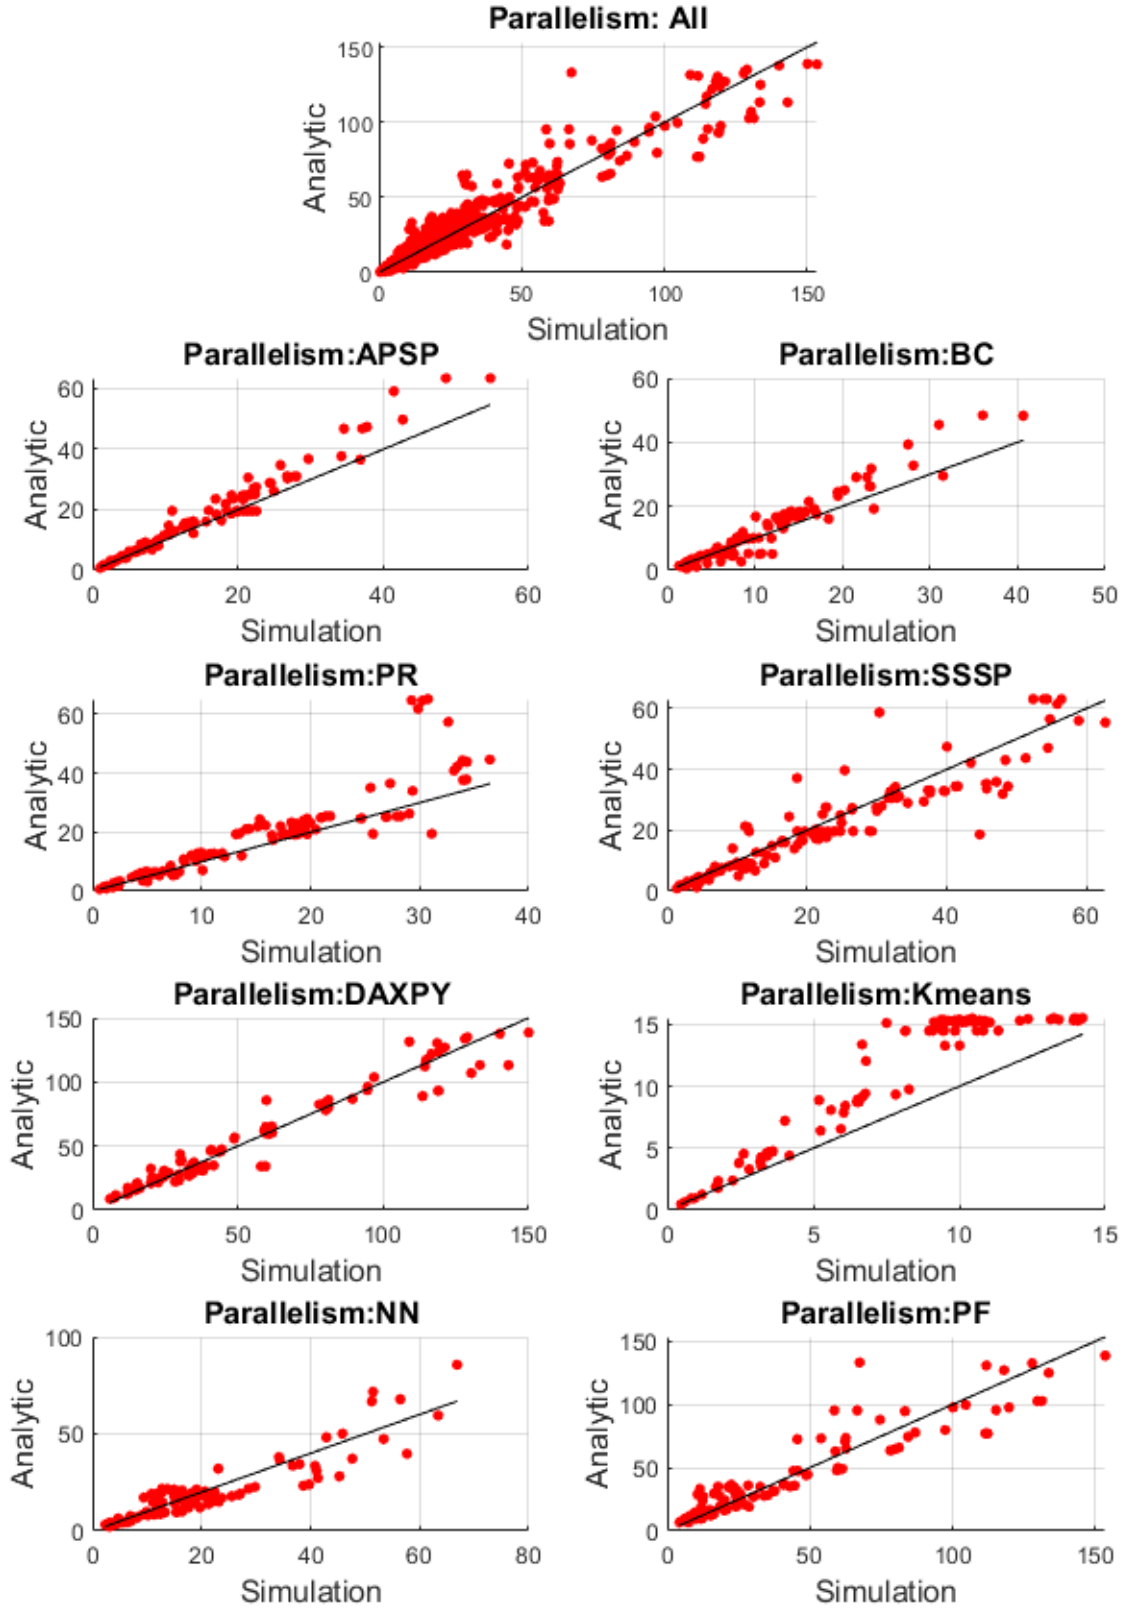 Parallelism: All
150
100
50
0
Analytic
0 50 100 150
Simulation
Parallelism:APSP
60
40
20
0
Analytic
0 20 40 60
Simulation
Parallelism:BC
60
40
20
0
Analytic
0 10 20 30 40 50
Simulation
Parallelism:PR
60
40
20
0
Analytic
0 10 20 30 40
Simulation
Parallelism:SSSP
60
40
20
0
Analytic
0 20 40 60
Simulation
Parallelism:DAXPY
150
100
50
0
Analytic
0 50 100 150
Simulation
Parallelism:Kmeans
15
10
5
0
Analytic
0 5 10 15
Simulation
Parallelism:NN
100
50
0
Analytic
0 20 40 60 80
Simulation
Parallelism:PF
150
100
50
0
Analytic
0 50 100 150
Simulation